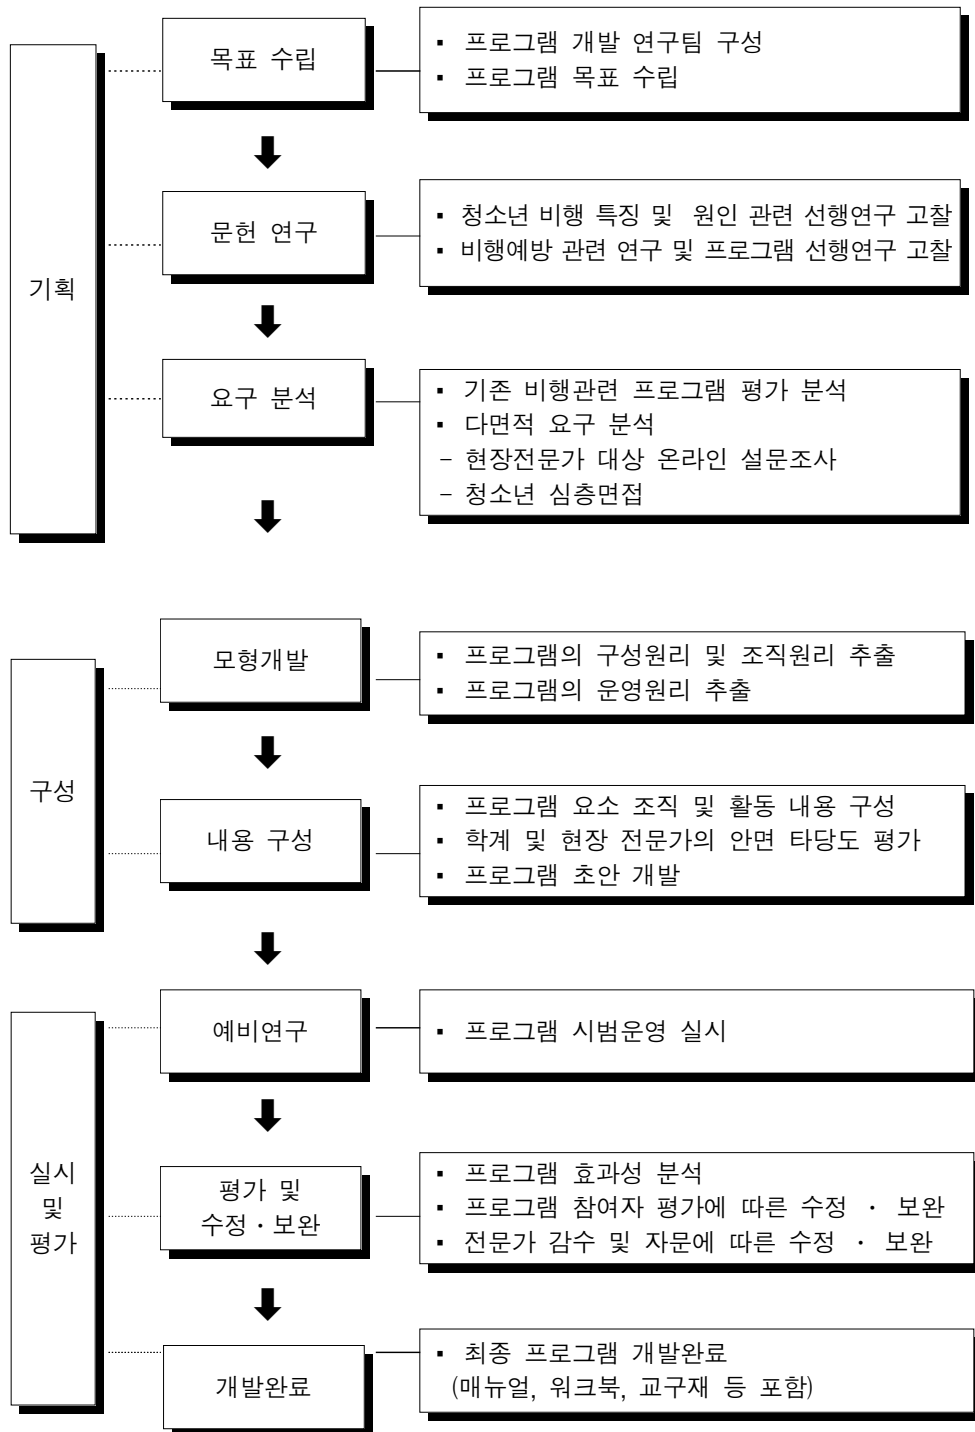 기획
목표 수립
▪ 프로그램 개발 연구팀 구성
▪ 프로그램 목표 수립
문헌 연구
▪ 청소년 비행 특징 및 원인 관련 선행연구 고찰
▪ 비행예방 관련 연구 및 프로그램 선행연구 고찰
요구 분석
▪ 기존 비행관련 프로그램 평가 분석
▪ 다면적 요구 분석
– 현장전문가 대상 온라인 설문조사
– 청소년 심층면접
구성
모형개발
▪ 프로그램의 구성원리 및 조직원리 추출
▪ 프로그램의 운영원리 추출
내용 구성
▪ 프로그램 요소 조직 및 활동 내용 구성
▪ 학계 및 현장 전문가의 안면 타당도 평가
▪ 프로그램 초안 개발
실시
및
평가
예비연구
▪ 프로그램 시범운영 실시
평가 및
수정·보완
▪ 프로그램 효과성 분석
▪ 프로그램 참여자 평가에 따른 수정 · 보완
▪ 전문가 감수 및 자문에 따른 수정 · 보완
개발완료
▪ 최종 프로그램 개발완료
(매뉴얼, 워크북, 교구재 등 포함)